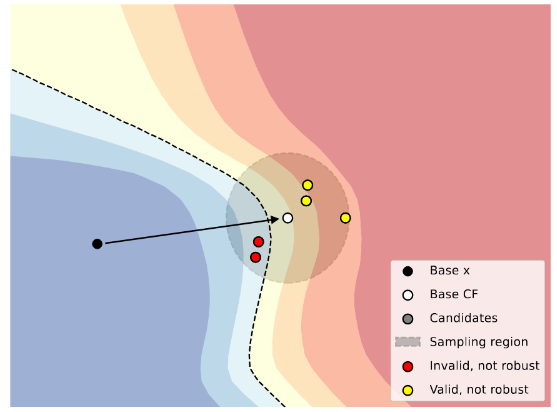 Base x
Base CF
Candidates
Sampling region
Invalid, not robust
Valid, not robust